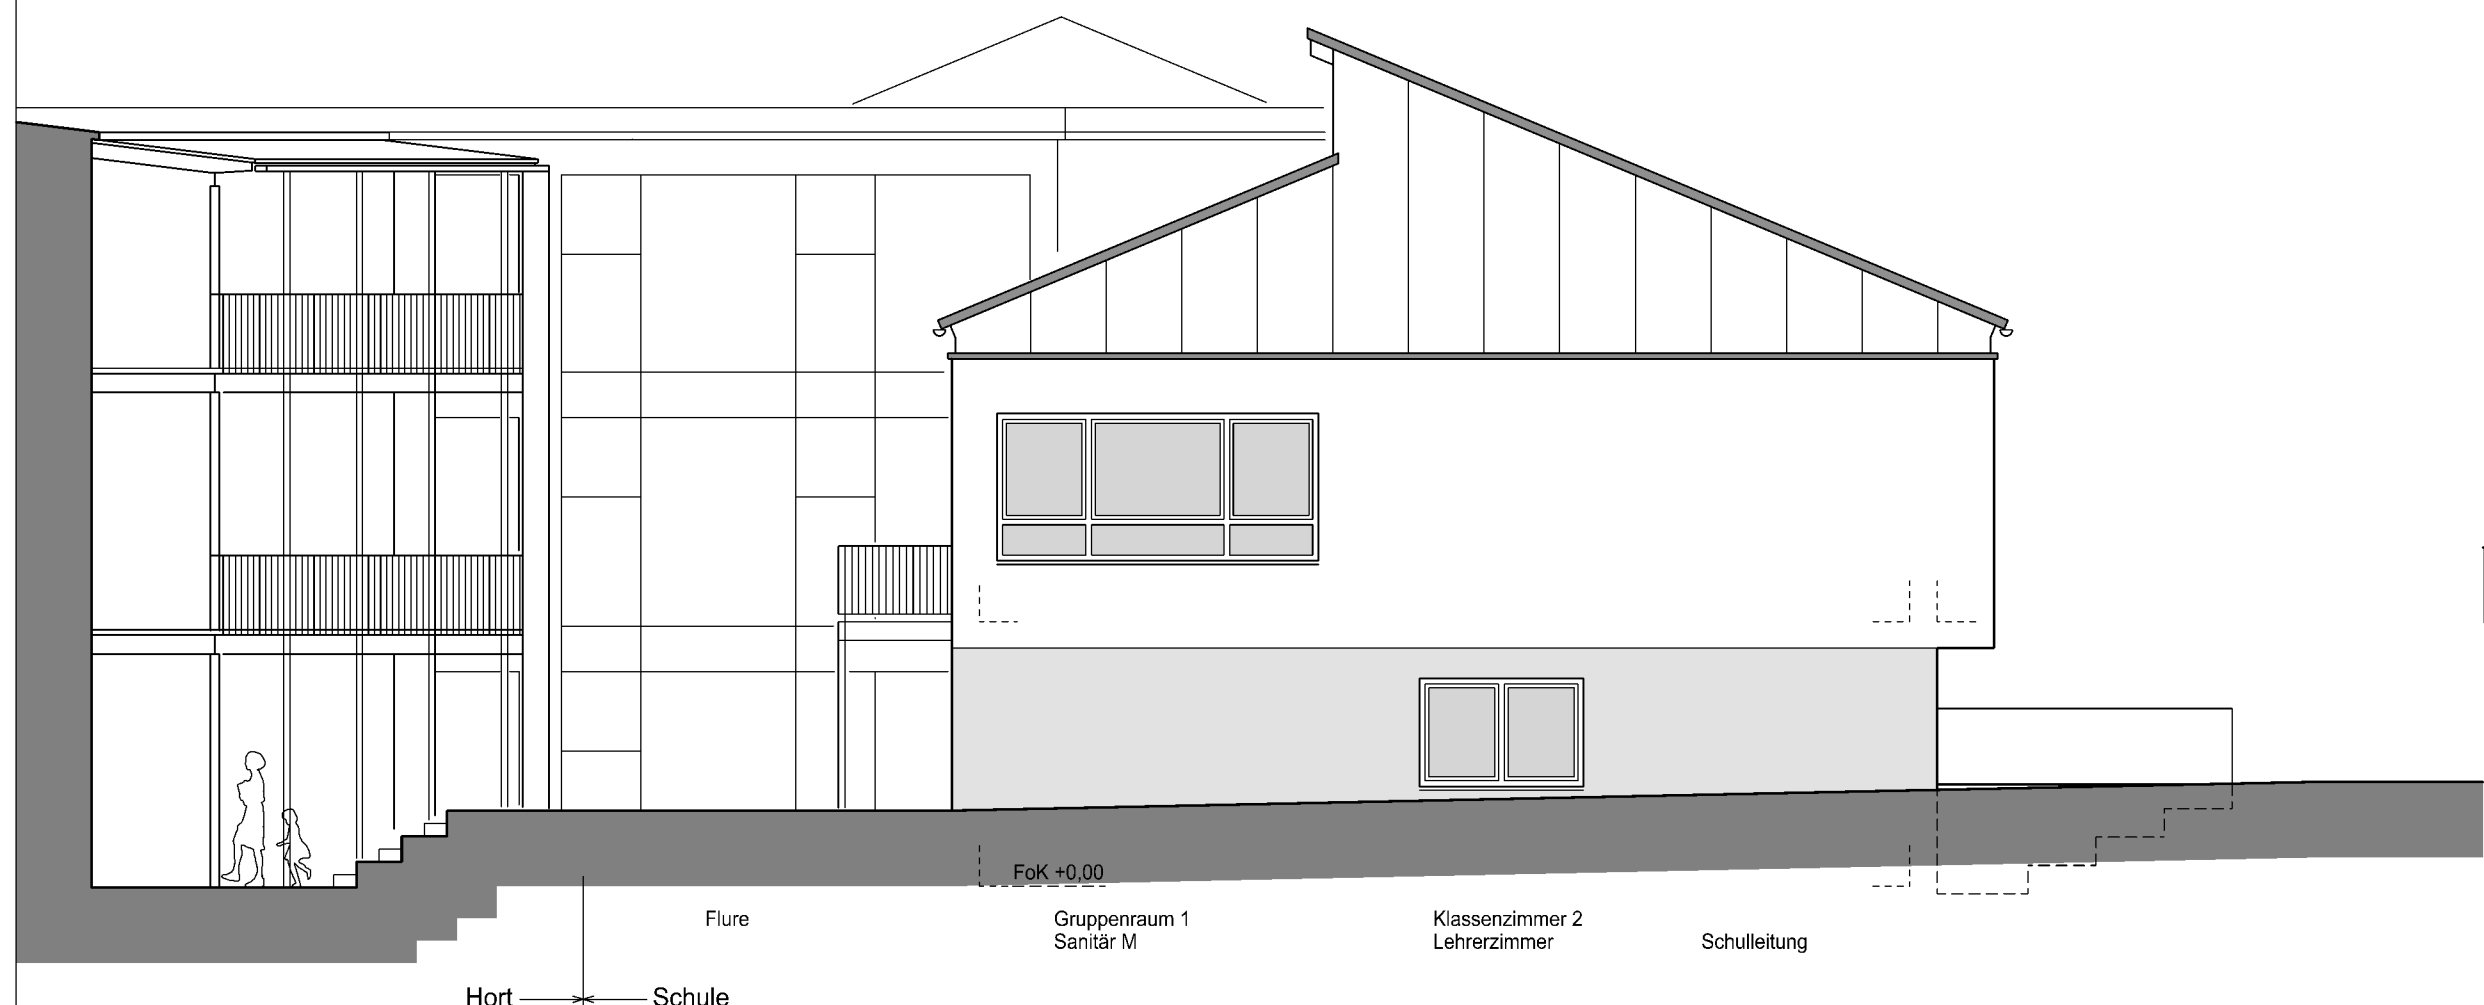 FoK +0,00
Flure
Gruppenraum 1
Sanitär M
Klassenzimmer 2
Lehrerzimmer
Schulleitung
Hort
Schule